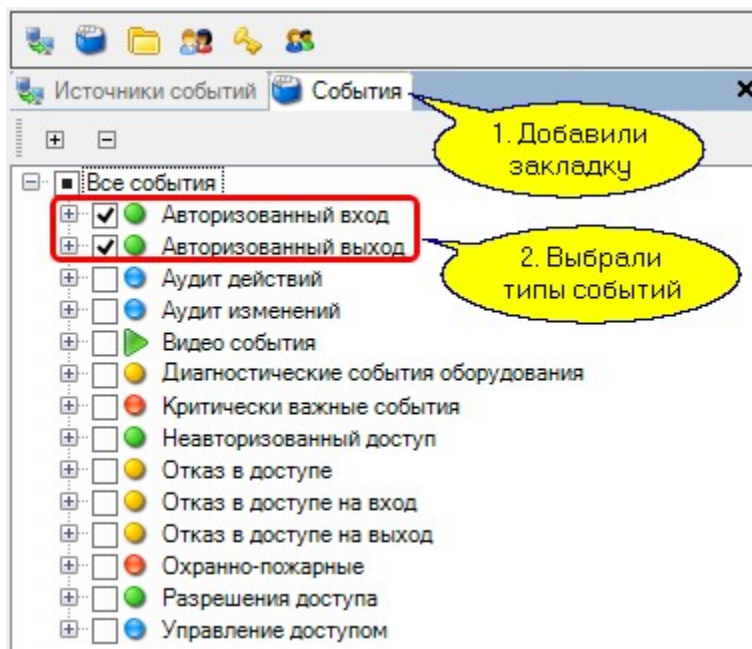 Источники событий
События
1. Добавили
закладку
Все события
Авторизованный вход
Авторизованный выход
2. Выбрали
типы событий
Аудит действий
Аудит изменений
Видео события
Диагностические события оборудования
Критически важные события
Неавторизованный доступ
Отказ в доступе
Отказ в доступе на вход
Отказ в доступе на выход
Охранно-пожарные
Разрешения доступа
Управление доступом